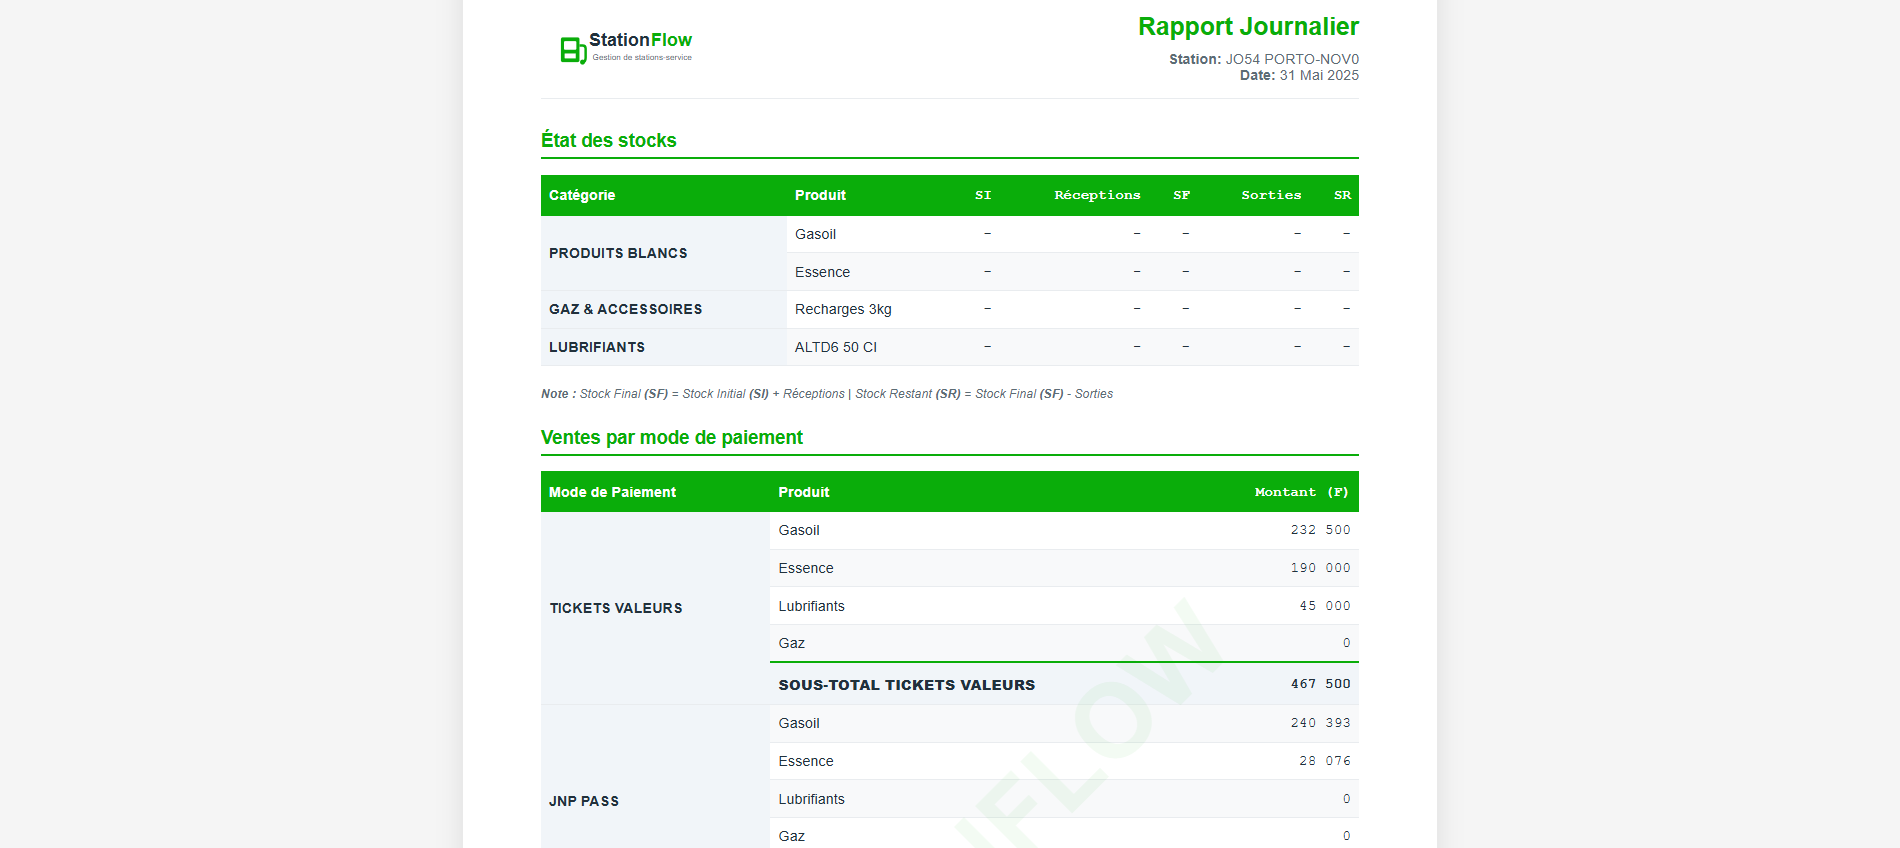 StationFlow
Gestion de stations-service
Rapport Journalier
Station: JO54 PORTO-NOV0
Date: 31 Mai 2025
État des stocks
Catégorie Produit SI Réceptions SF Sorties SR
PRODUITS BLANCS
Gasoil – – – – –
Essence – – – – –
GAZ & ACCESSOIRES Recharges 3kg – – – – –
LUBRIFIANTS ALTD6 50 CI – – – – –
Note : Stock Final (SF) = Stock Initial (SI) + Réceptions | Stock Restant (SR) = Stock Final (SF) - Sorties
Ventes par mode de paiement
Mode de Paiement Produit Montant (F)
TICKETS VALEURS
Gasoil 232 500
Essence 190 000
Lubrifiants 45 000
Gaz 0
SOUS-TOTAL TICKETS VALEURS 467 500
JNP PASS
Gasoil 240 393
Essence 28 076
Lubrifiants 0
Gaz 0
FLOW